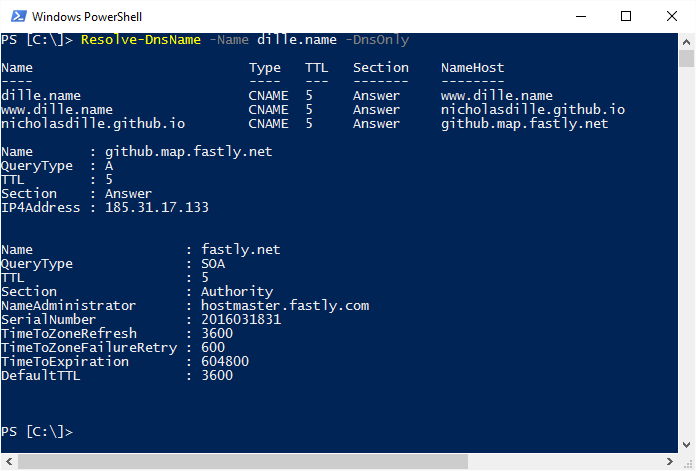 Windows PowerShell
PS [C:\]> Resolve-DnsName -Name dille.name -DnsOnly
Name Type TTL Section NameHost
---- ---- --- ------- --------
dille.name CNAME 5 Answer www.dille.name
www.dille.name CNAME 5 Answer nicholasdille.github.io
nicholasdille.github.io CNAME 5 Answer github.map.fastly.net
Name : github.map.fastly.net
QueryType : A
TTL : 5
Section : Answer
IP4Address : 185.31.17.133
Name : fastly.net
QueryType : SOA
TTL : 5
Section : Authority
NameAdministrator : hostmaster.fastly.com
SerialNumber : 2016031831
TimeToZoneRefresh : 3600
TimeToZoneFailureRetry : 600
TimeToExpiration : 604800
DefaultTTL : 3600
PS [C:\]>